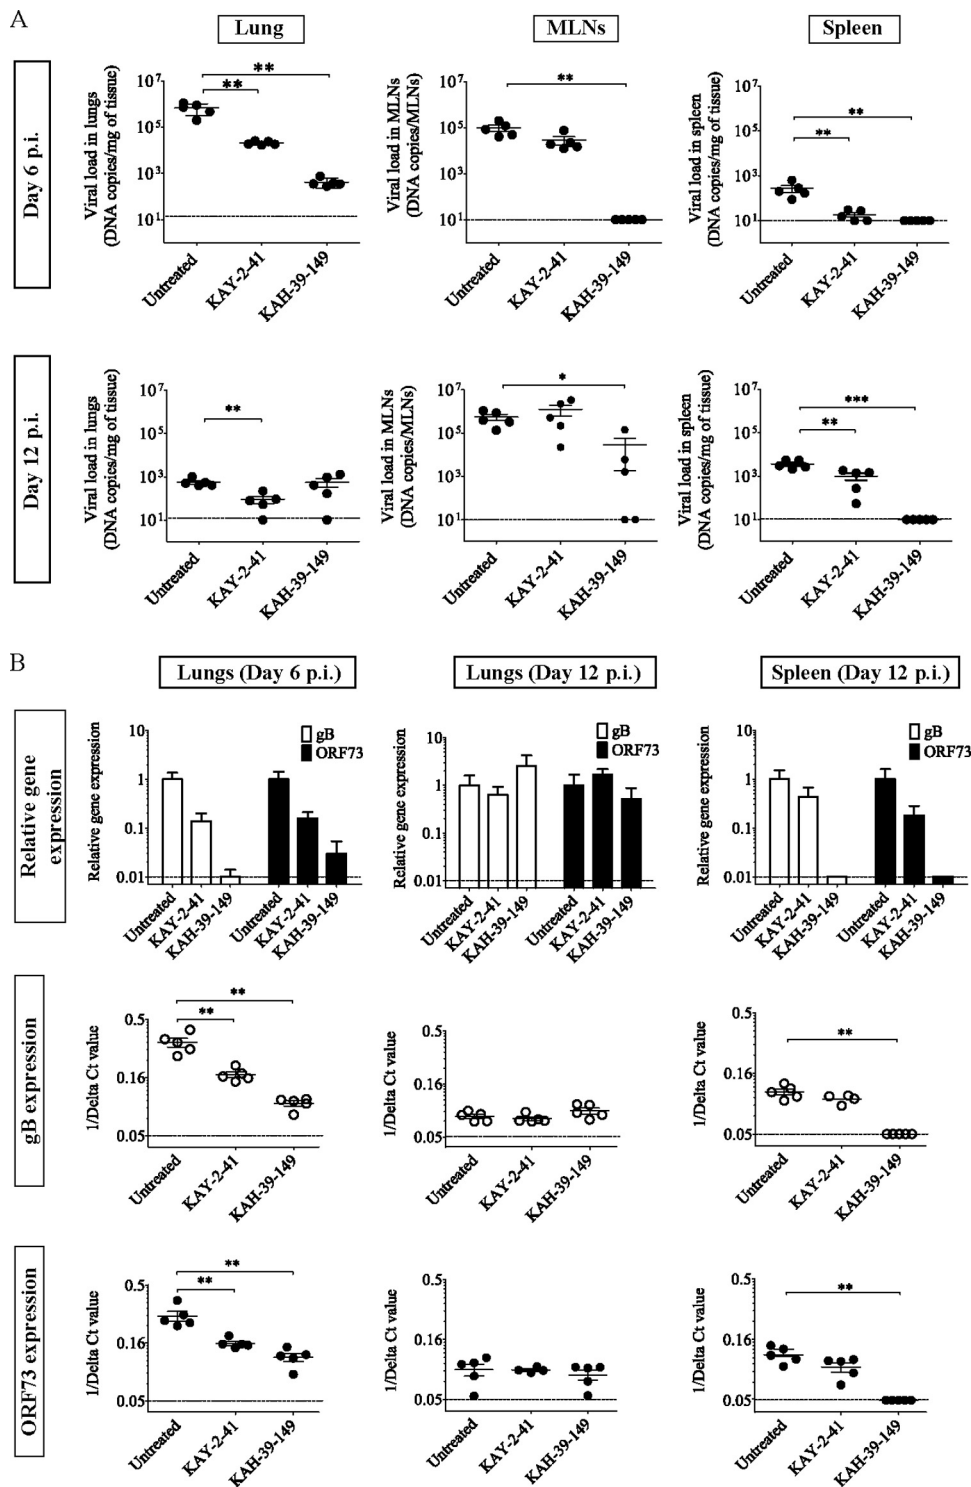 A
Lung
MLNs
Spleen
Day 6 p.i.
Viral load in lungs
(DNA copies/mg of tissue)
10⁷
10⁵
10³
10¹
**
**
Untreated
KAY-2-41
KAH-39-149
Viral load in MLNs
(DNA copies/MLNs)
10⁷
10⁵
10³
10¹
**
Untreated
KAY-2-41
KAH-39-149
Viral load in spleen
(DNA copies/mg of tissue)
10⁷
10⁵
10³
10¹
**
**
Untreated
KAY-2-41
KAH-39-149
Day 12 p.i.
Viral load in lungs
(DNA copies/mg of tissue)
10⁷
10⁵
10³
10¹
**
Untreated
KAY-2-41
KAH-39-149
Viral load in MLNs
(DNA copies/MLNs)
10⁷
10⁵
10³
10¹
*
Untreated
KAY-2-41
KAH-39-149
Viral load in spleen
(DNA copies/mg of tissue)
10⁷
10⁵
10³
10¹
***
**
Untreated
KAY-2-41
KAH-39-149
B
Lungs (Day 6 p.i.)
Lungs (Day 12 p.i.)
Spleen (Day 12 p.i.)
Relative gene
expression
Relative gene expression
10
1
0.1
0.01
gB
ORF73
Untreated
KAY-2-41
KAH-39-149
Untreated
KAY-2-41
KAH-39-149
Relative gene expression
10
1
0.1
0.01
gB
ORF73
Untreated
KAY-2-41
KAH-39-149
Untreated
KAY-2-41
KAH-39-149
Relative gene expression
10
1
0.1
0.01
gB
ORF73
Untreated
KAY-2-41
KAH-39-149
Untreated
KAY-2-41
KAH-39-149
gB expression
1/Delta Ct value
0.5
0.16
0.05
**
**
Untreated
KAY-2-41
KAH-39-149
1/Delta Ct value
0.5
0.16
0.05
Untreated
KAY-2-41
KAH-39-149
1/Delta Ct value
0.5
0.16
0.05
**
Untreated
KAY-2-41
KAH-39-149
ORF73 expression
1/Delta Ct value
0.5
0.16
0.05
**
**
Untreated
KAY-2-41
KAH-39-149
1/Delta Ct value
0.5
0.16
0.05
Untreated
KAY-2-41
KAH-39-149
1/Delta Ct value
0.5
0.16
0.05
**
Untreated
KAY-2-41
KAH-39-149